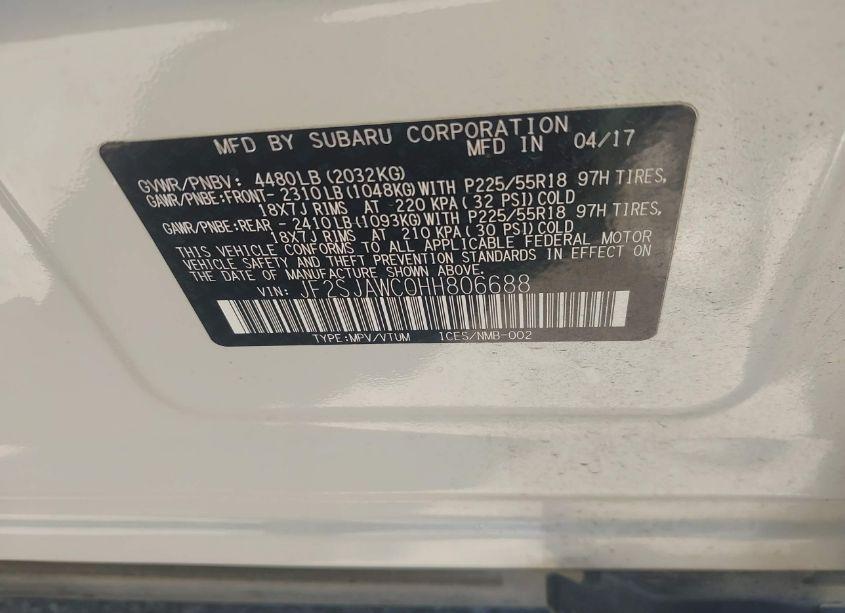 MFD BY SUBARU CORPORATION
MFD IN 04/17
GVWR/PNBV: 4480LB(2032KG)
GAWR/PNBE:FRONT- 2310LB(1048KG)WITH P225/55R18 97H TIRES,
18X7J RIMS AT 220 KPA(32 PSI)COLD
GAWR/PNBE:REAR - 2410LB(1093KG)WITH P225/55R18 97H TIRES,
18X7J RIMS AT 210 KPA(30 PSI)COLD
THIS VEHICLE CONFORMS TO ALL APPLICABLE FEDERAL MOTOR
VEHICLE SAFETY AND THEFT PREVENTION STANDARDS IN EFFECT ON
THE DATE OF MANUFACTURE SHOWN ABOVE.
VIN: JF2SJAWC0HH806688
TYPE:MPV/VTUM ICES/NMB-002